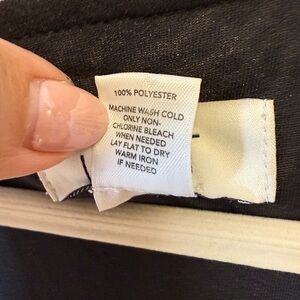 100% POLYESTER
MACHINE WASH COLD
ONLY NON-
CHLORINE BLEACH
WHEN NEEDED
LAY FLAT TO DRY
WARM IRON
IF NEEDED